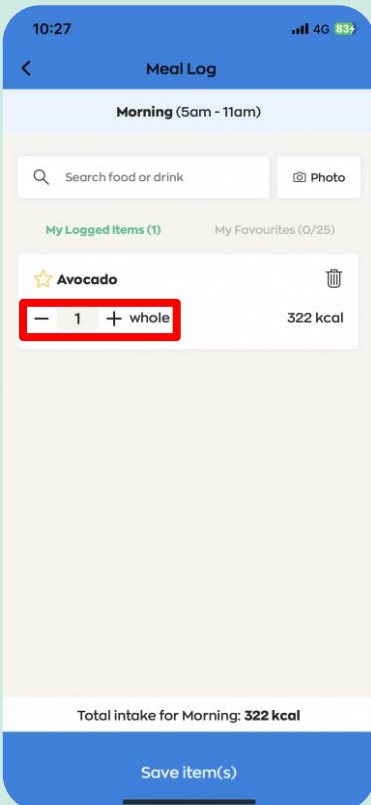 10:27 4G 83
Meal Log
Morning (5am - 11am)
Search food or drink Photo
My Logged Items (1) My Favourites (0/25)
Avocado
− 1 + whole 322 kcal
Total intake for Morning: 322 kcal
Save item(s)